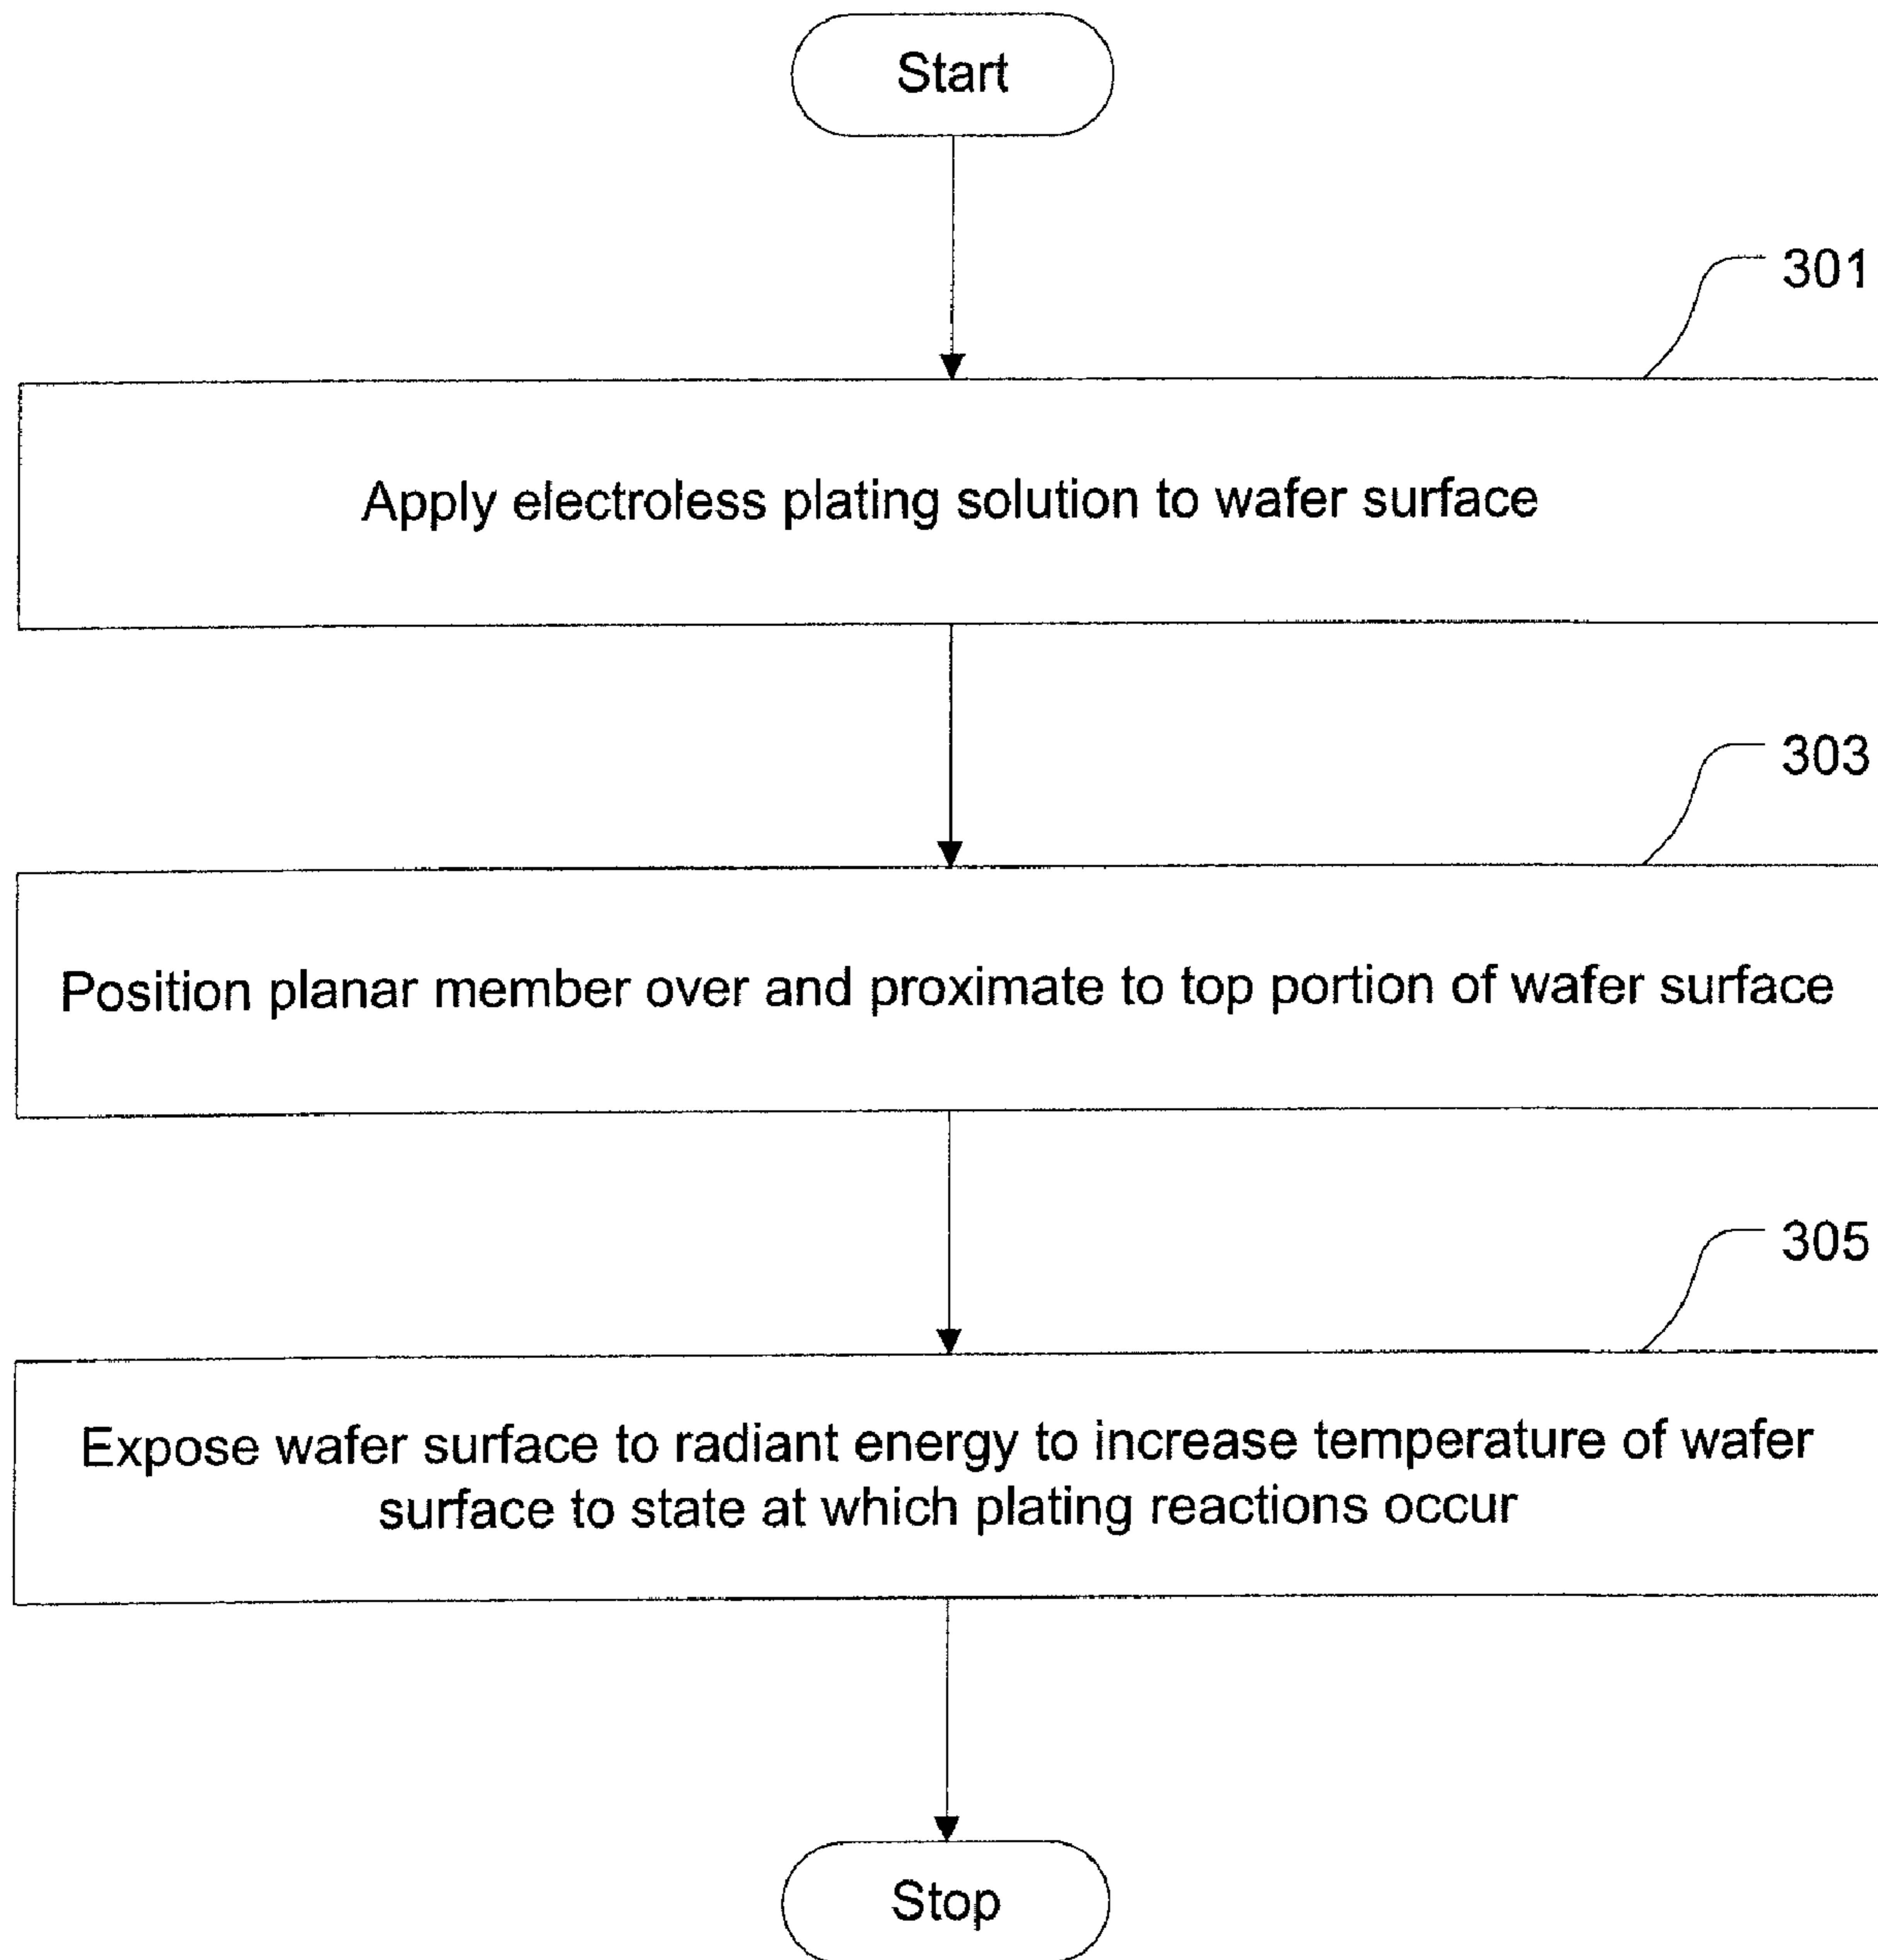 Start
301
Apply electroless plating solution to wafer surface
303
Position planar member over and proximate to top portion of wafer surface
305
Expose wafer surface to radiant energy to increase temperature of wafer
surface to state at which plating reactions occur
Stop